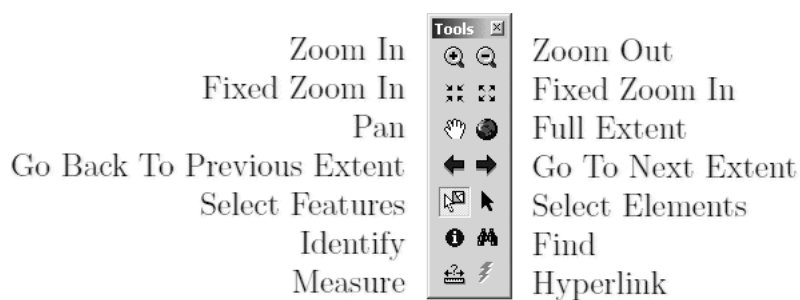 Tools
Zoom In Zoom Out
Fixed Zoom In Fixed Zoom In
Pan Full Extent
Go Back To Previous Extent Go To Next Extent
Select Features Select Elements
Identify Find
Measure Hyperlink